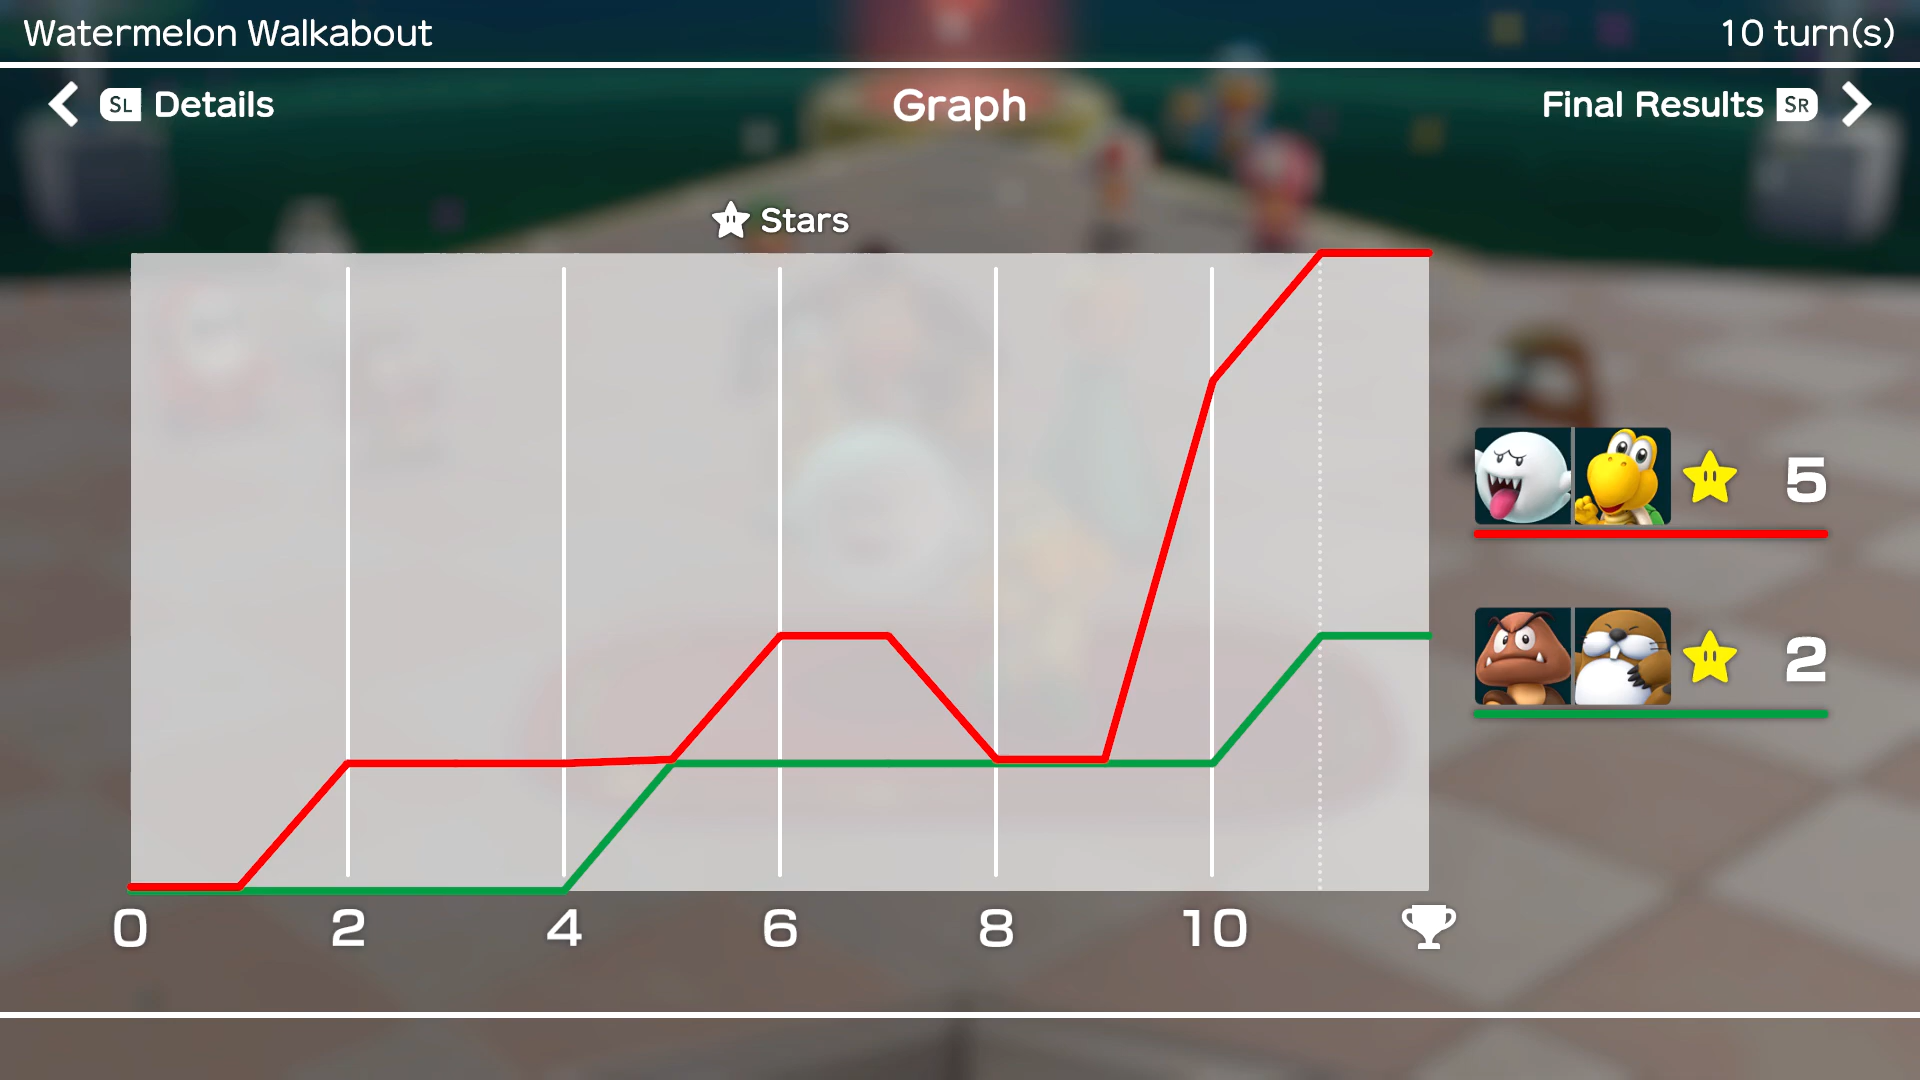 Watermelon Walkabout
10 turn(s)
SL Details
Graph
Final Results SR
Stars
5
2
0 2 4 6 8 10